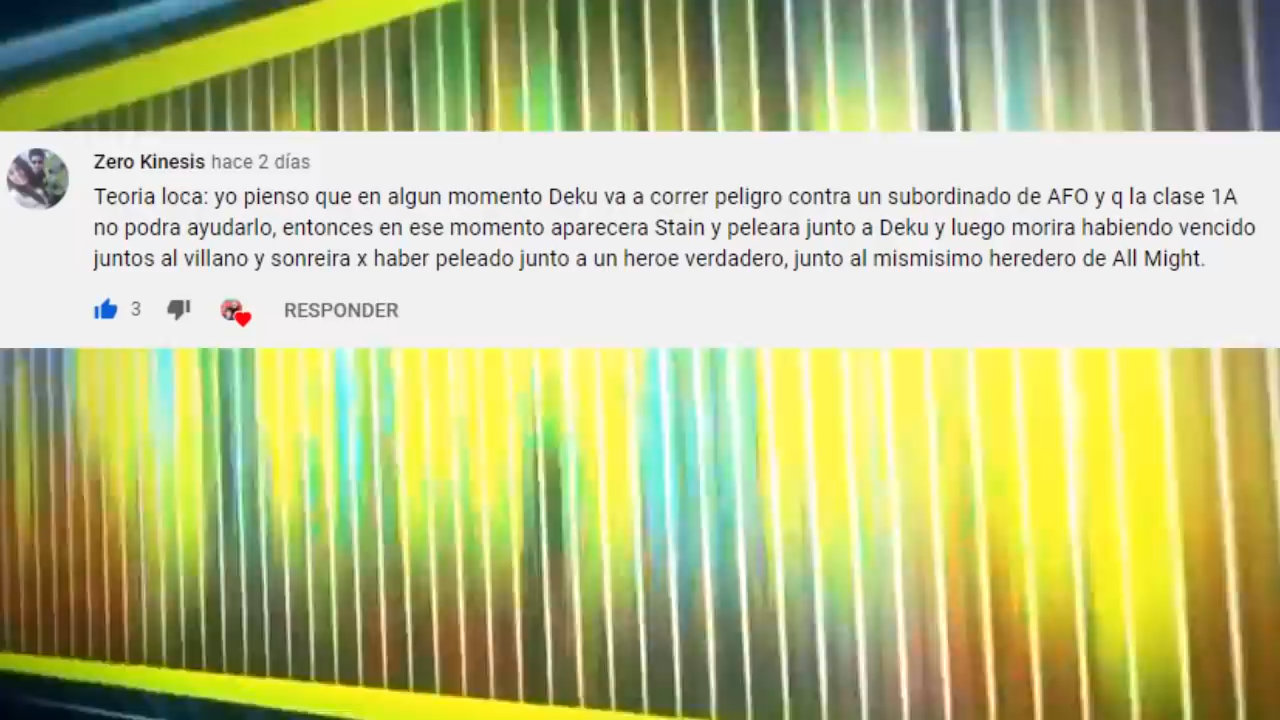 Zero Kinesis hace 2 días
Teoria loca: yo pienso que en algun momento Deku va a correr peligro contra un subordinado de AFO y q la clase 1A
no podra ayudarlo, entonces en ese momento aparecera Stain y peleara junto a Deku y luego morira habiendo vencido
juntos al villano y sonreira x haber peleado junto a un heroe verdadero, junto al mismisimo heredero de All Might.
3 RESPONDER